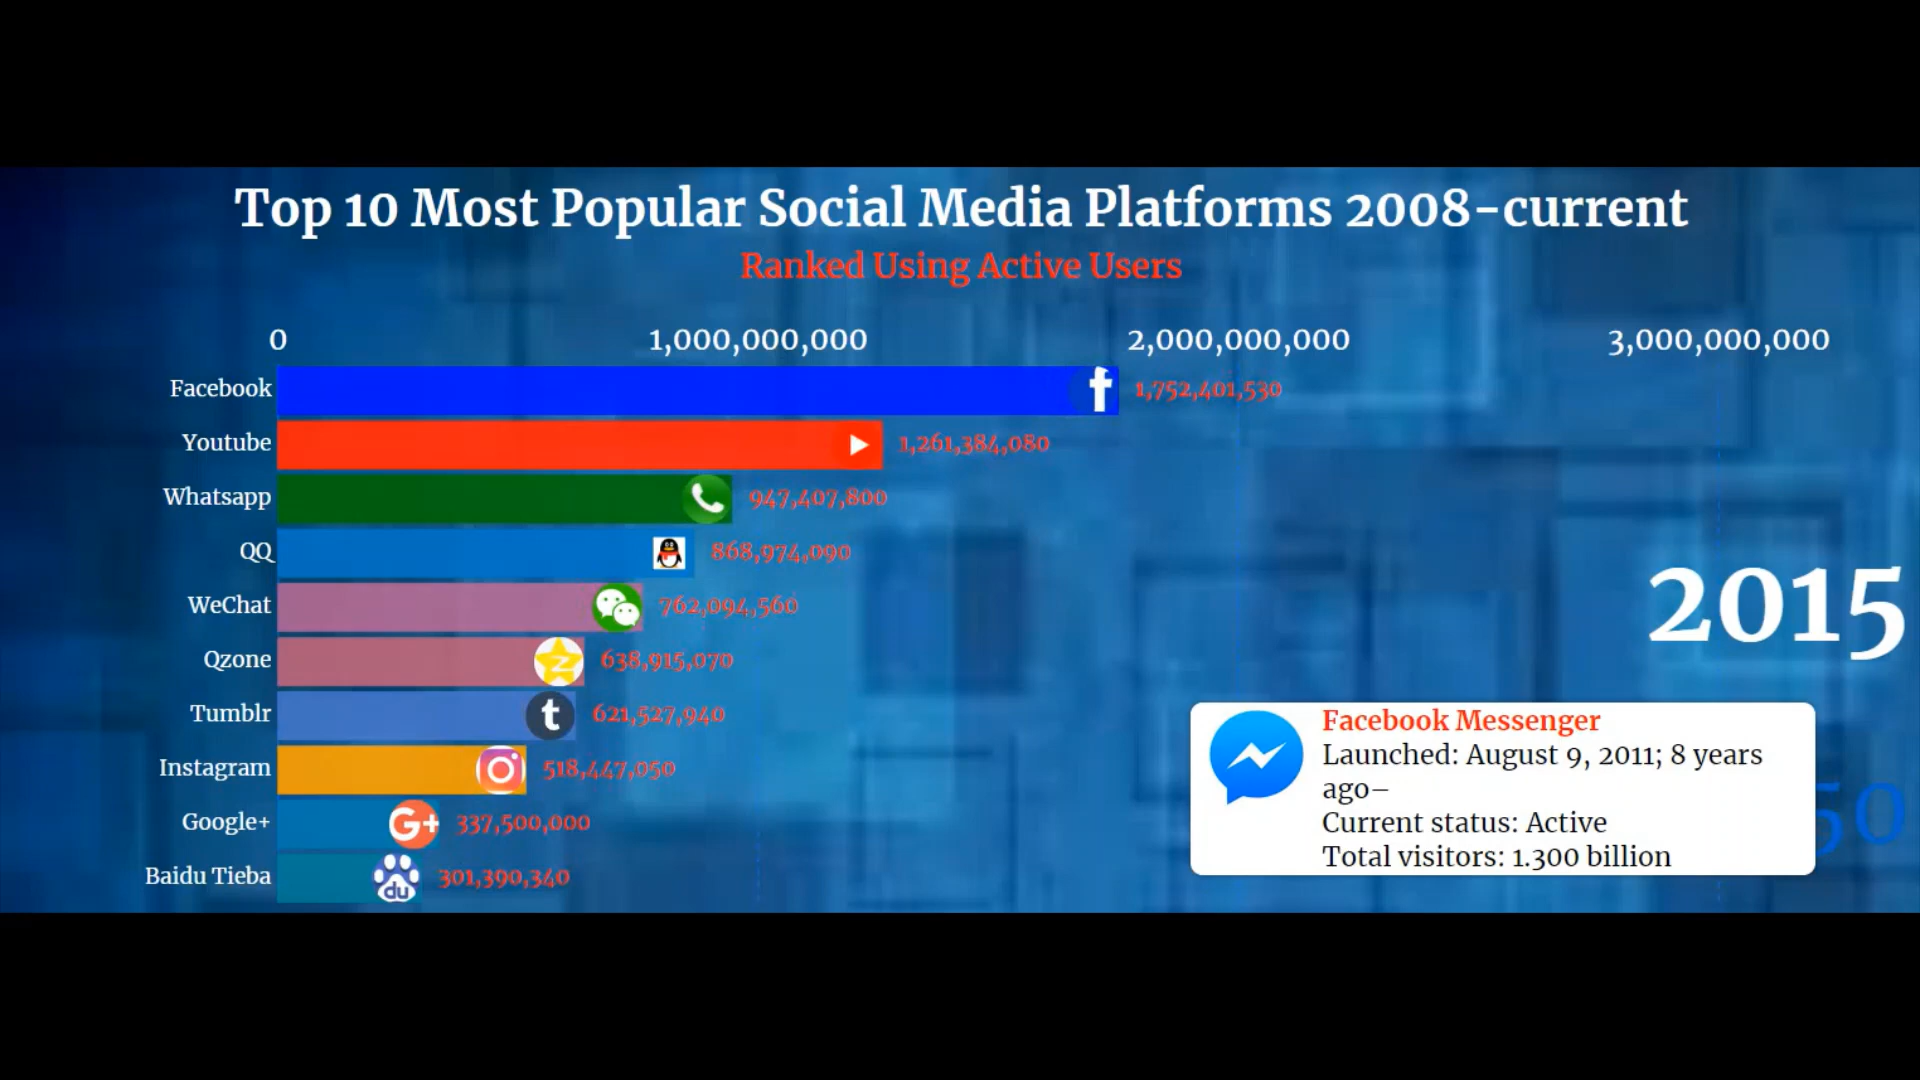 Top 10 Most Popular Social Media Platforms 2008-current
Ranked Using Active Users
0 1,000,000,000 2,000,000,000 3,000,000,000
Facebook 1,752,401,530
Youtube 1,261,384,080
Whatsapp 947,407,800
QQ 868,974,090
WeChat 762,094,560
Qzone 638,915,070
Tumblr 621,527,940
Instagram 518,447,050
Google+ G+ 337,500,000
Baidu Tieba du 301,390,340
2015
Facebook Messenger
Launched: August 9, 2011; 8 years
ago–
Current status: Active
Total visitors: 1.300 billion